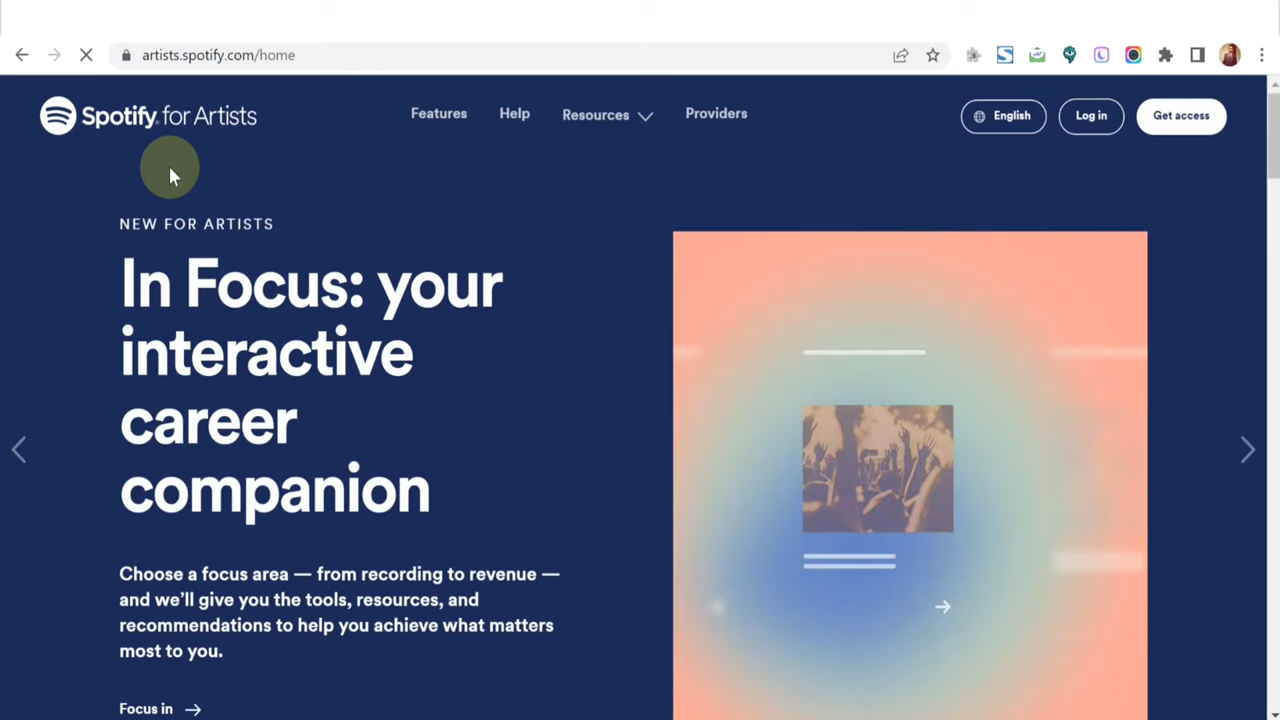 artists.spotify.com/home
Spotify for Artists
Features
Help
Resources
Providers
English
Log in
Get access
NEW FOR ARTISTS
In Focus: your
interactive
career
companion
Choose a focus area — from recording to revenue —
and we'll give you the tools, resources, and
recommendations to help you achieve what matters
most to you.
Focus in